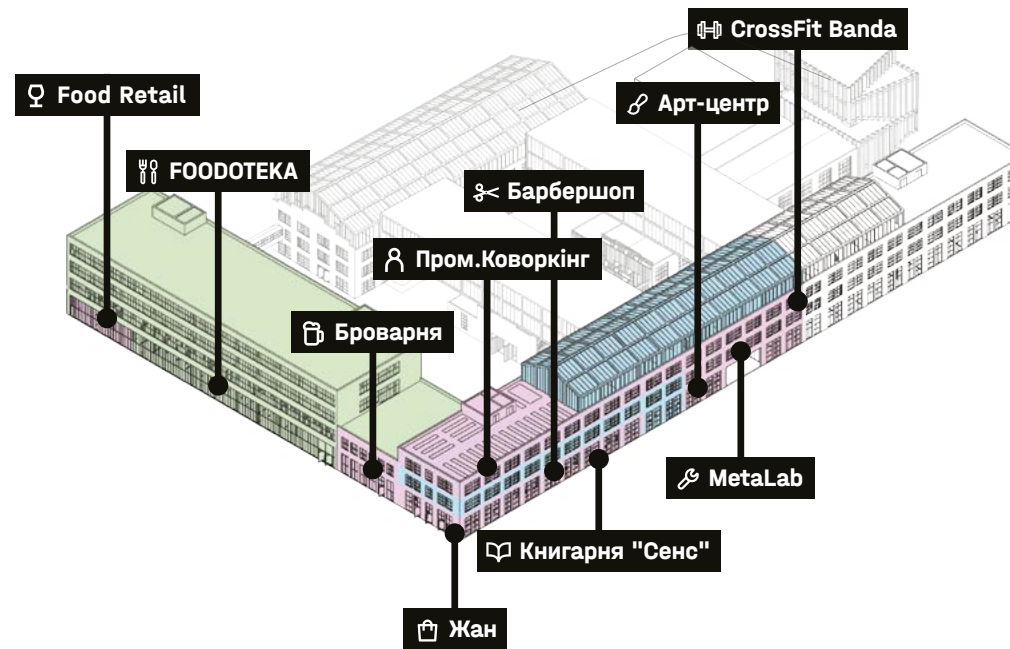 CrossFit Banda
Food Retail
Арт-центр
FOODOTEKA
Барбершоп
Пром.Коворкінг
Броварня
MetaLab
Книгарня "Сенс"
Жан